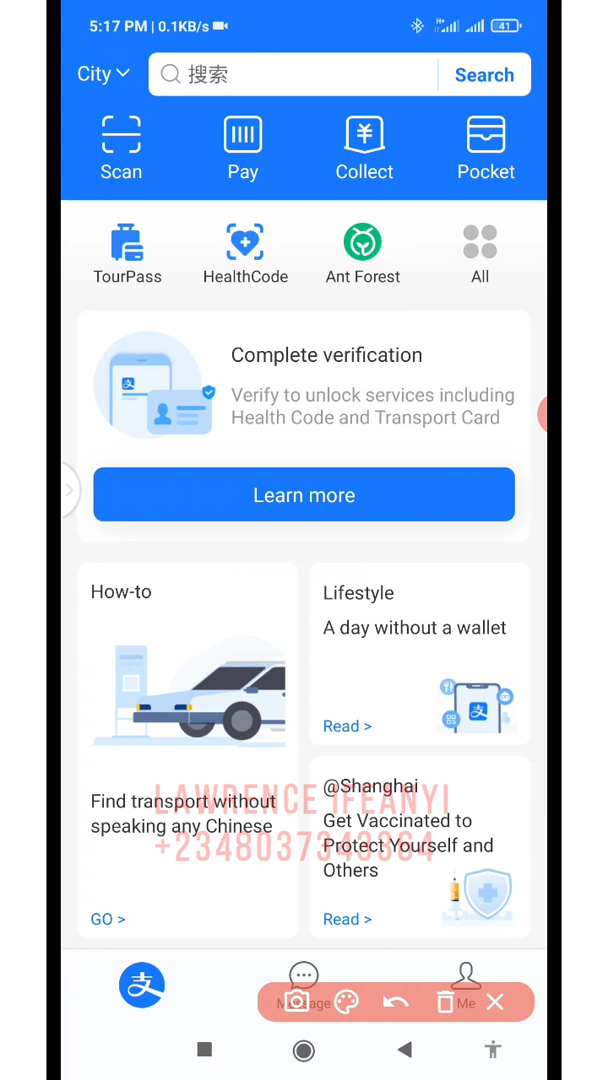 5:17 PM | 0.1KB/s
H+
41
City
搜索
Search
Scan
Pay
Collect
Pocket
TourPass
HealthCode
Ant Forest
All
Complete verification
Verify to unlock services including
Health Code and Transport Card
Learn more
How-to
Find transport without
speaking any Chinese
GO >
Lifestyle
A day without a wallet
Read >
@Shanghai
Get Vaccinated to
Protect Yourself and
Others
Read >
LAWRENCE IFEANYI
+2348037343364
支
Message
Me